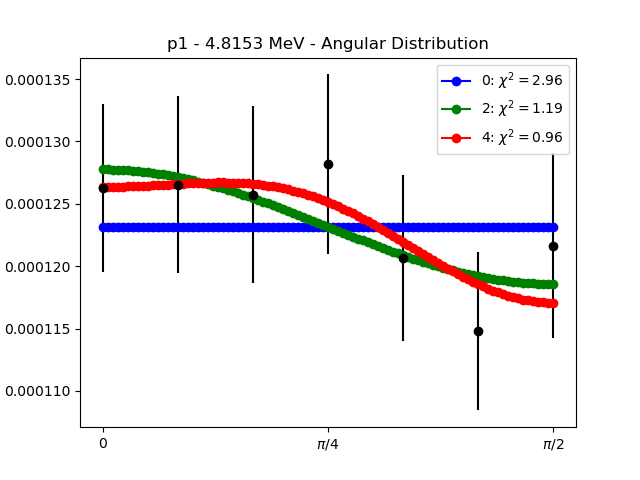 p1 - 4.8153 MeV - Angular Distribution
0: χ² = 2.96
2: χ² = 1.19
4: χ² = 0.96
0.000135
0.000130
0.000125
0.000120
0.000115
0.000110
0 π/4 π/2